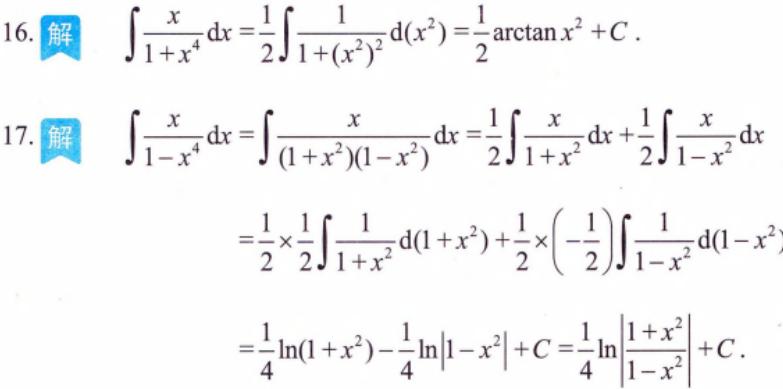 16. 解 ∫ x/(1+x⁴) dx = 1/2 ∫ 1/(1+(x²)²) d(x²) = 1/2 arctan x² + C .
17. 解 ∫ x/(1−x⁴) dx = ∫ x/((1+x²)(1−x²)) dx = 1/2 ∫ x/(1+x²) dx + 1/2 ∫ x/(1−x²) dx
= 1/2 × 1/2 ∫ 1/(1+x²) d(1+x²) + 1/2 × (−1/2) ∫ 1/(1−x²) d(1−x²)
= 1/4 ln(1+x²) − 1/4 ln|1−x²| + C = 1/4 ln|(1+x²)/(1−x²)| + C .